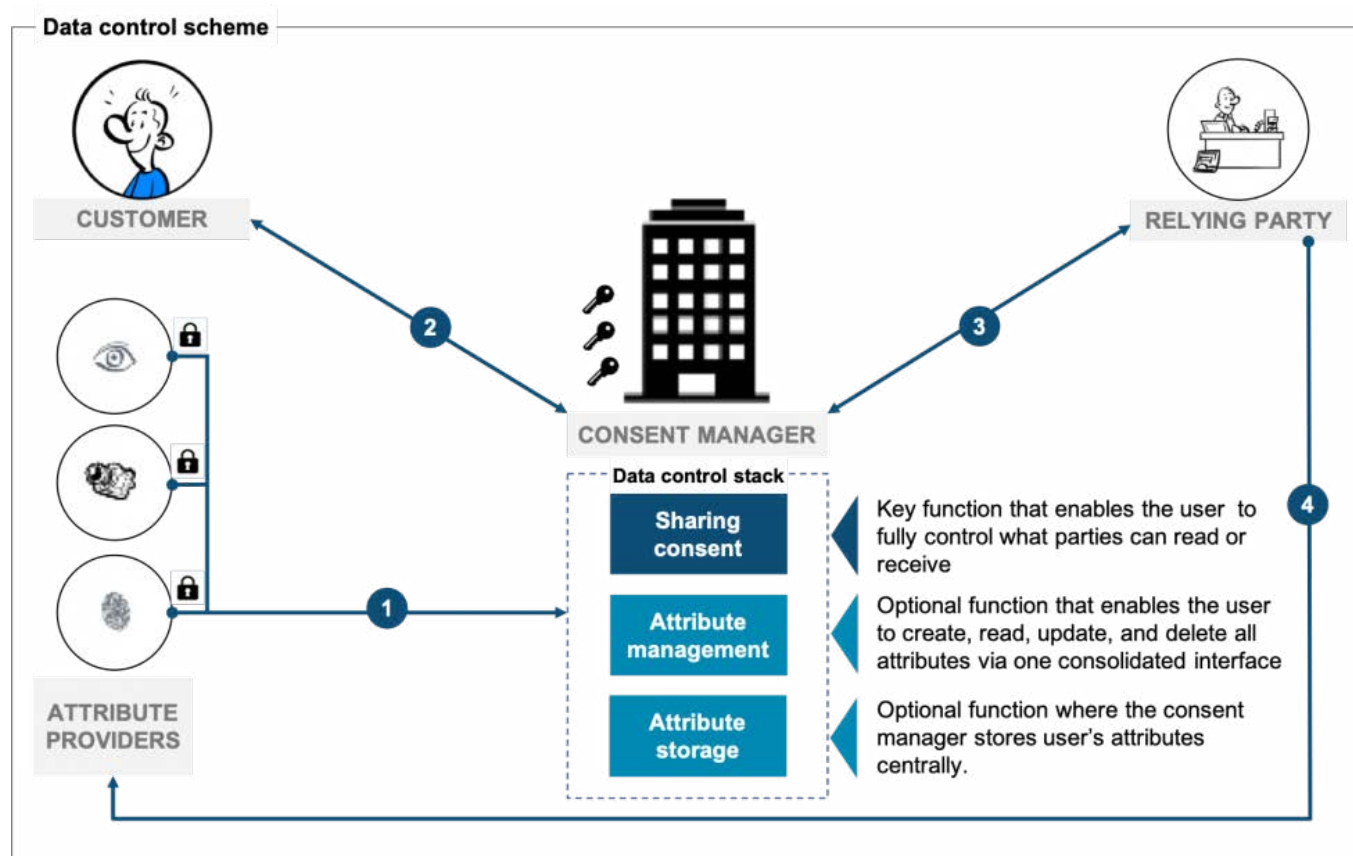 Data control scheme
CUSTOMER
RELYING PARTY
2
3
CONSENT MANAGER
Data control stack
Sharing
consent
Key function that enables the user to
fully control what parties can read or
receive
4
1
Attribute
management
Optional function that enables the user
to create, read, update, and delete all
attributes via one consolidated interface
ATTRIBUTE
PROVIDERS
Attribute
storage
Optional function where the consent
manager stores user's attributes
centrally.